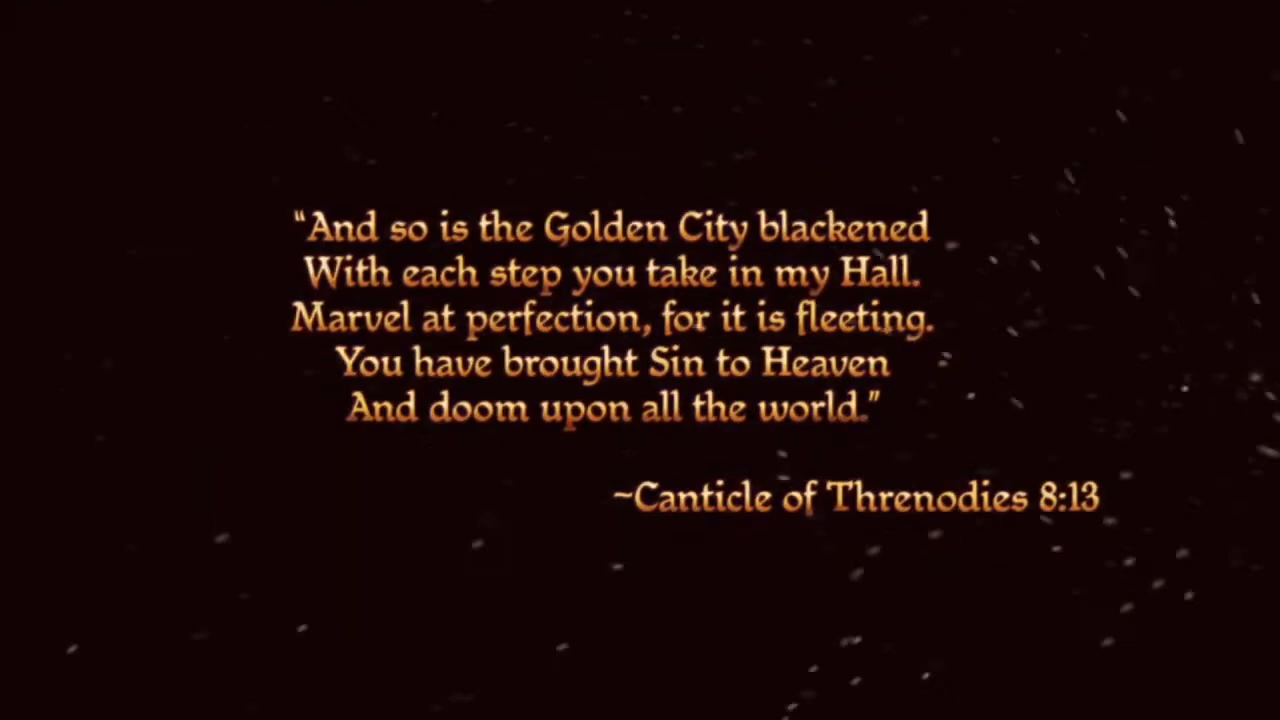 “And so is the Golden City blackened
With each step you take in my Hall.
Marvel at perfection, for it is fleeting.
You have brought Sin to Heaven
And doom upon all the world.”
~Canticle of Threnodies 8:13